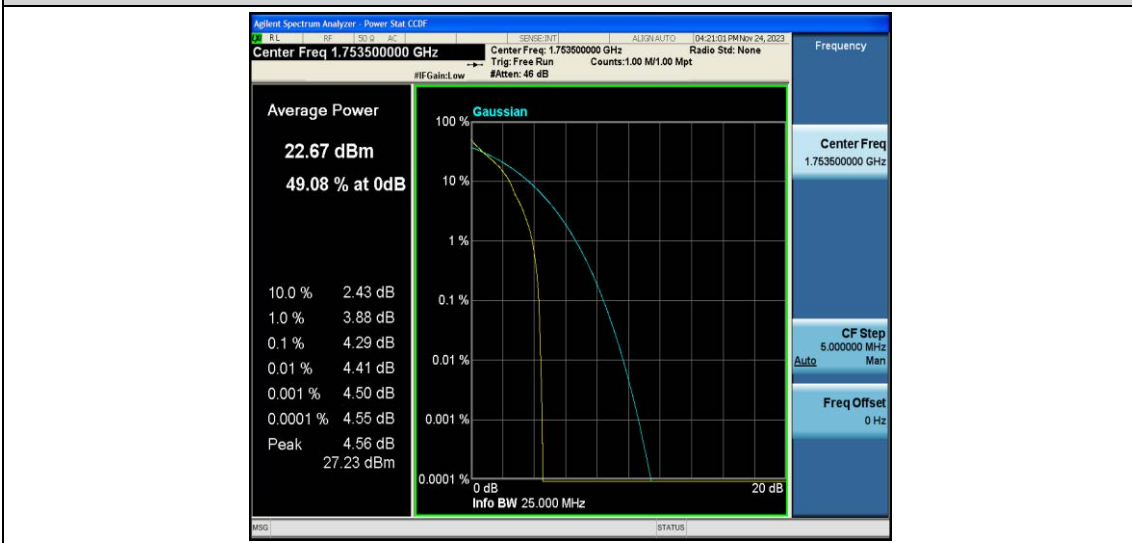 Agilent Spectrum Analyzer - Power Stat CCDF
RL RF 50 Ω AC SENSE:INT ALIGN AUTO 04:21:01 PM Nov 24, 2023
Center Freq 1.753500000 GHz
Center Freq: 1.753500000 GHz Radio Std: None
Trig: Free Run Counts:1.00 M/1.00 Mpt
#IFGain:Low #Atten: 46 dB
Frequency
Average Power
22.67 dBm
49.08 % at 0dB
10.0 % 2.43 dB
1.0 % 3.88 dB
0.1 % 4.29 dB
0.01 % 4.41 dB
0.001 % 4.50 dB
0.0001 % 4.55 dB
Peak 4.56 dB
27.23 dBm
Gaussian
100 %
10 %
1 %
0.1 %
0.01 %
0.001 %
0.0001 %
0 dB 20 dB
Info BW 25.000 MHz
Center Freq
1.753500000 GHz
CF Step
5.000000 MHz
Auto Man
Freq Offset
0 Hz
MSG STATUS